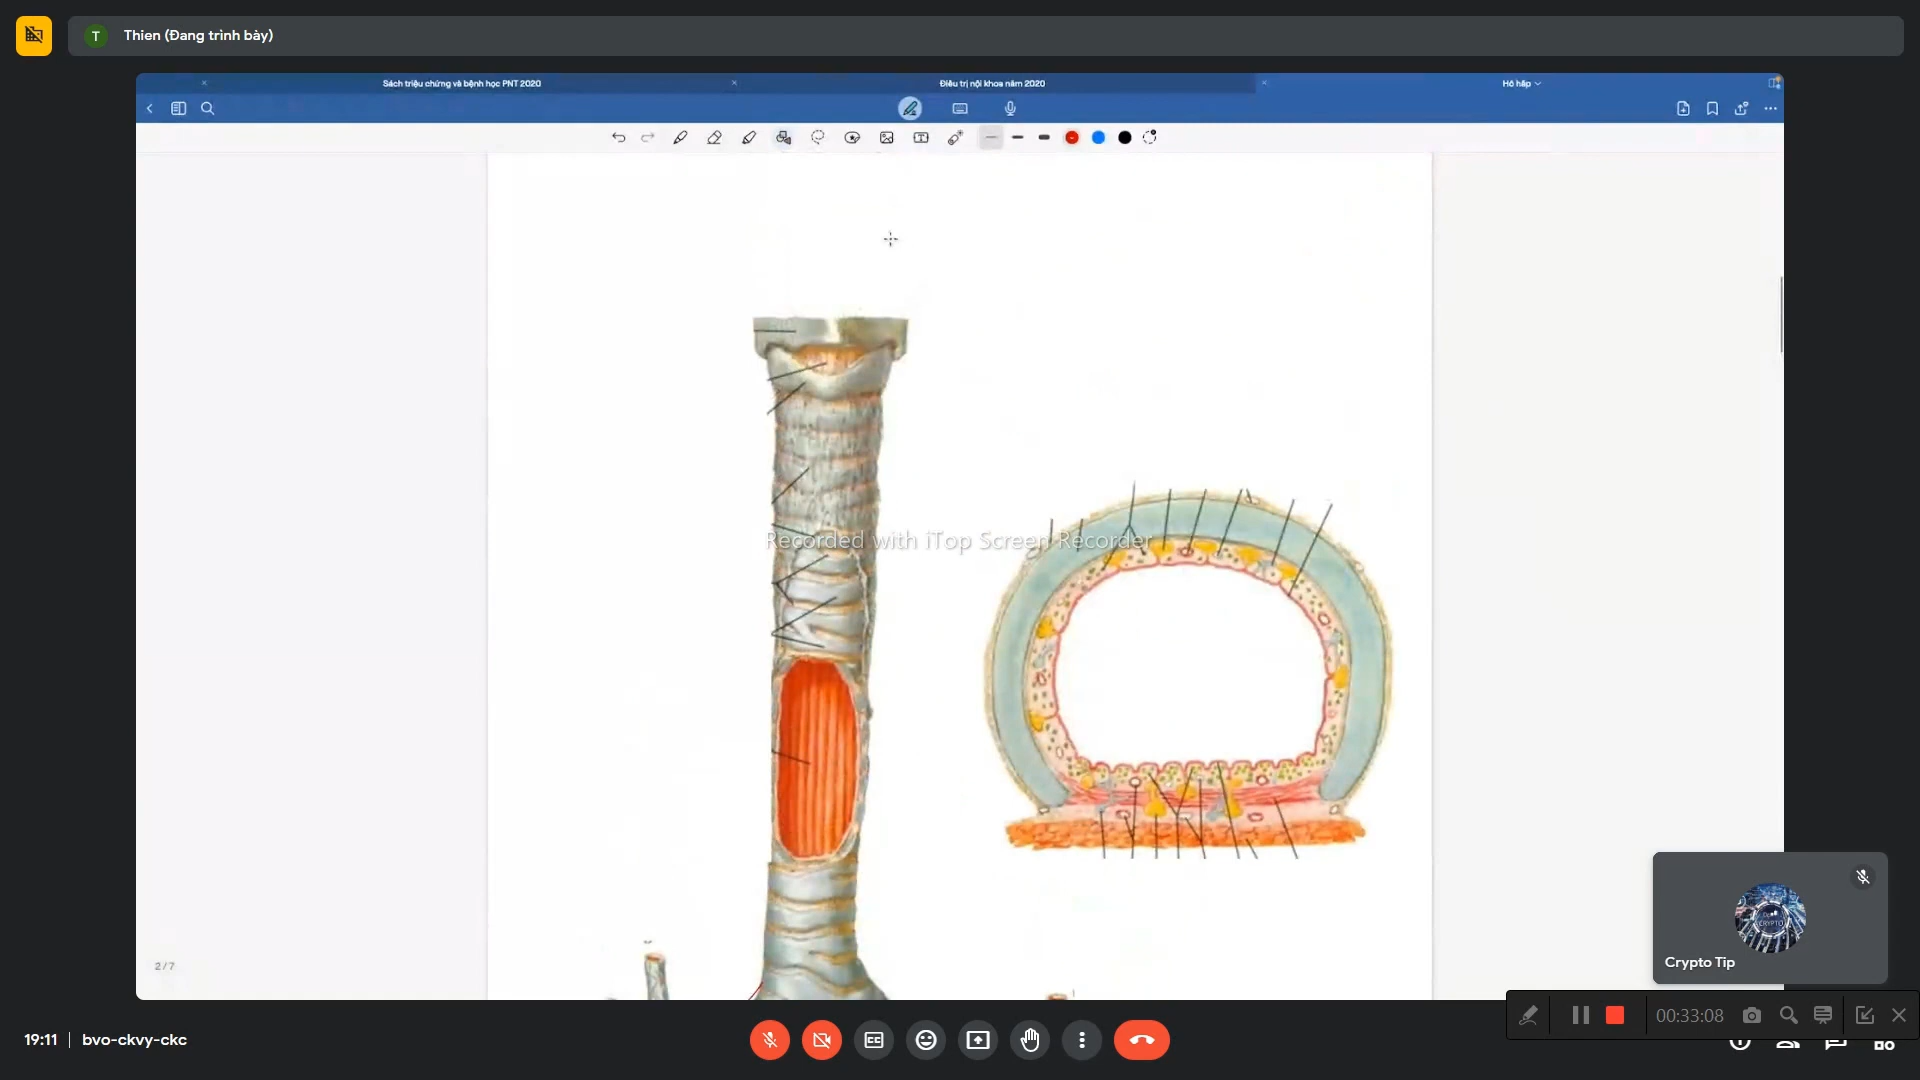 T Thien (Đang trình bày)
Sách triệu chứng và bệnh học PNT 2020
Điều trị nội khoa năm 2020
Hô hấp
Recorded with iTop Screen Recorder
2 / 7
Crypto Tip
00:33:08
19:11 | bvo-ckvy-ckc